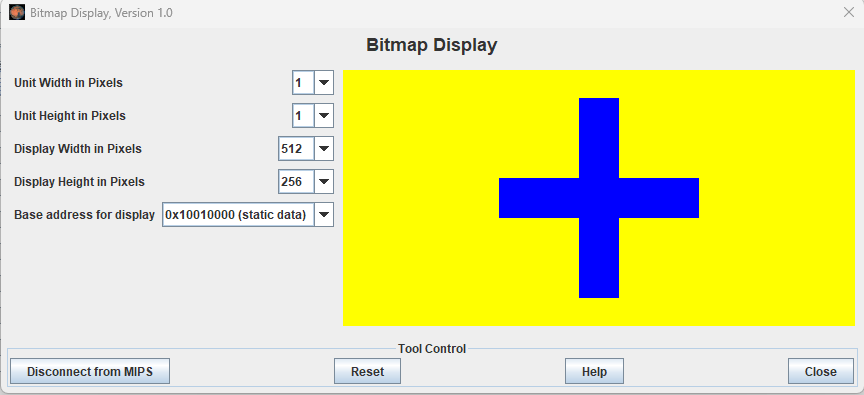 Bitmap Display, Version 1.0
Bitmap Display
Unit Width in Pixels 1
Unit Height in Pixels 1
Display Width in Pixels 512
Display Height in Pixels 256
Base address for display 0x10010000 (static data)
Tool Control
Disconnect from MIPS Reset Help Close